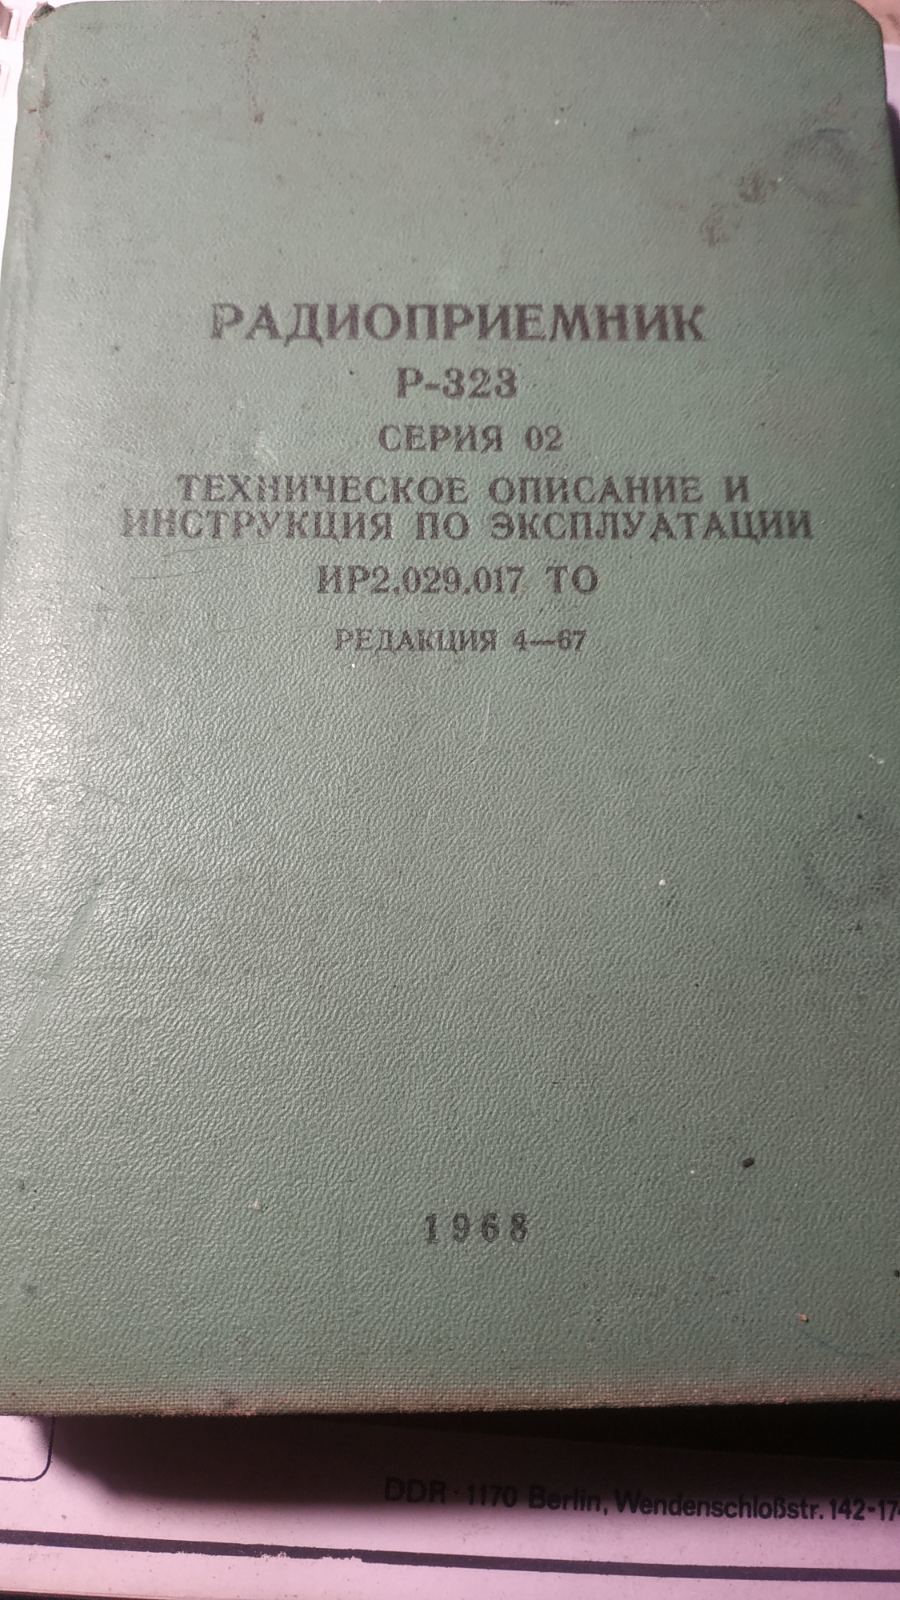 РАДИОПРИЕМНИК
Р-323
СЕРИЯ 02
ТЕХНИЧЕСКОЕ ОПИСАНИЕ И
ИНСТРУКЦИЯ ПО ЭКСПЛУАТАЦИИ
ИР2.029.017 ТО
РЕДАКЦИЯ 4—67
1968
DDR · 1170 Berlin, Wendenschloßstr. 142-17